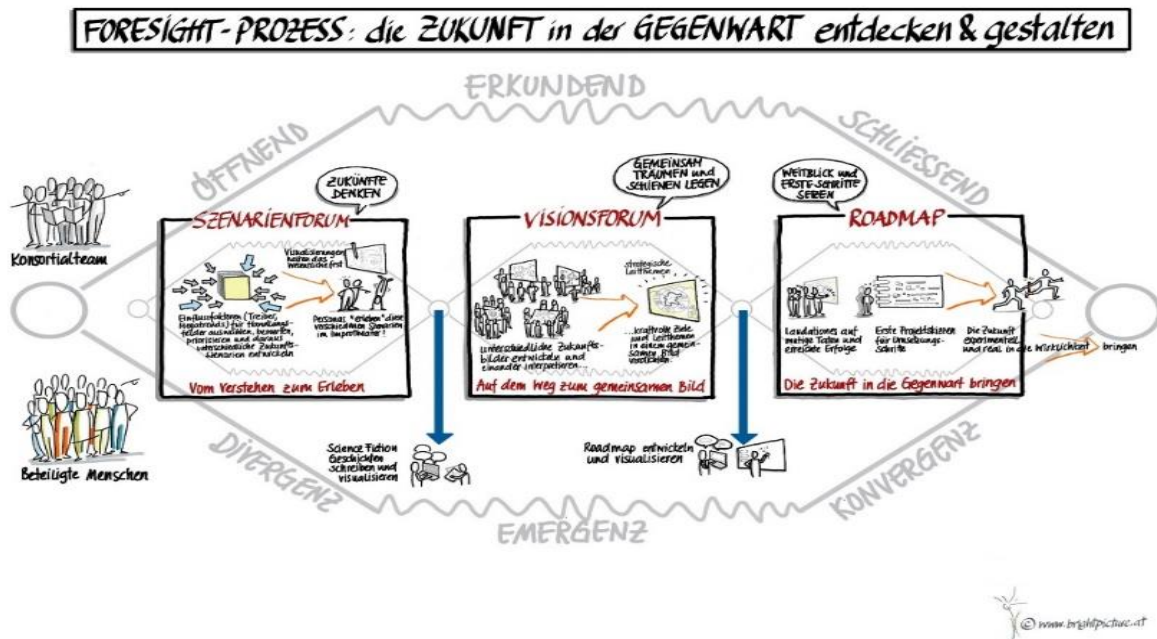 FORESIGHT-PROZESS: die ZUKUNFT in der GEGENWART entdecken & gestalten
ERKUNDEND
ÖFFNEND
SCHLIESSEND
Konsortialteam
Beteiligte Menschen
ZUKÜNFTE
DENKEN
SZENARIENFORUM
Visualisierungen
halten das
Wesentliche fest
Einflussfaktoren (Treiber,
Megatrends) für Handlungs-
felder auswählen, bewerten,
priorisieren und daraus
unterschiedliche Zukunfts-
szenarien entwickeln
Personas "erleben" die
verschiedenen Szenarien
im Improtheater!
Vom Verstehen zum Erleben
GEMEINSAM
TRÄUMEN und
SCHIENEN LEGEN
VISIONSFORUM
strategische
Leitthemen
unterschiedliche Zukunfts-
bilder entwickeln und
einander interpretieren....
...kraftvolle Ziele
und Leitthemen
in einem gemein-
samen Bild
Auf dem Weg zum gemeinsamen Bild
WEITBLICK und
ERSTE SCHRITTE
ROADMAP
Laudationes auf
mutige Taten und
erreichte Erfolge
Erste Projektskizzen
für Umsetzungs-
schritte
Die Zukunft
experimentell
und real in die Wirklichkeit bringen
Die Zukunft in die Gegenwart bringen
Science Fiction
Geschichten
schreiben und
visualisieren
Roadmap entwickeln
und visualisieren
DIVERGENZ
EMERGENZ
KONVERGENZ
© www.brightpicture.at